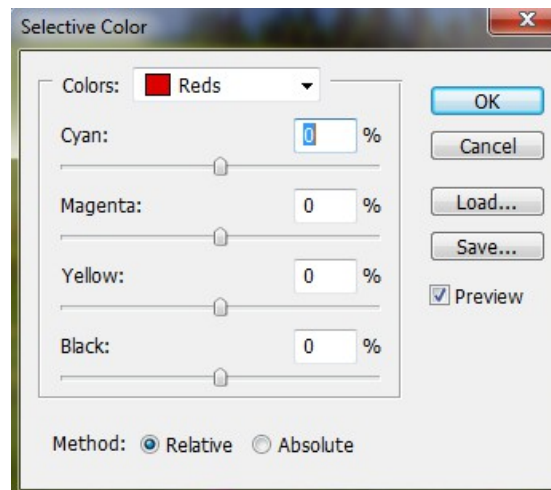 Selective Color
Colors: Reds
OK
Cyan: 0 %
Cancel
Magenta: 0 %
Load...
Save...
Yellow: 0 %
Preview
Black: 0 %
Method: Relative Absolute